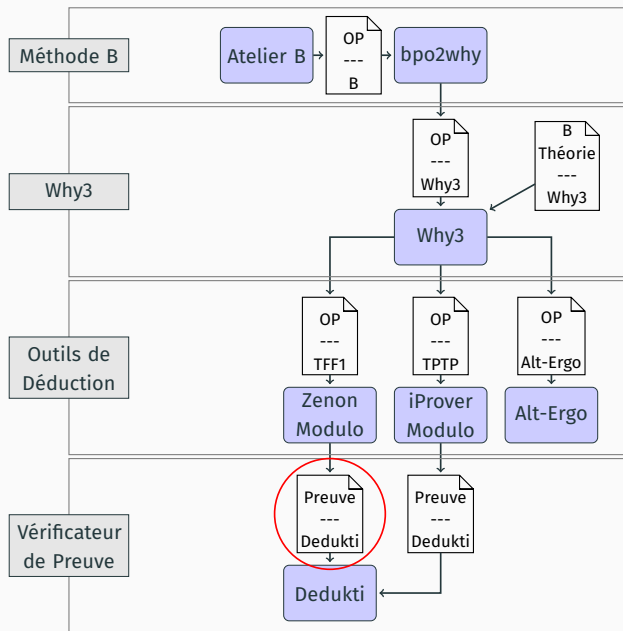 Méthode B
Atelier B
OP
---
B
bpo2why
Why3
OP
---
Why3
B
Théorie
---
Why3
Why3
Outils de
Déduction
OP
---
TFF1
OP
---
TPTP
OP
---
Alt-Ergo
Zenon
Modulo
iProver
Modulo
Alt-Ergo
Vérificateur
de Preuve
Preuve
---
Dedukti
Preuve
---
Dedukti
Dedukti